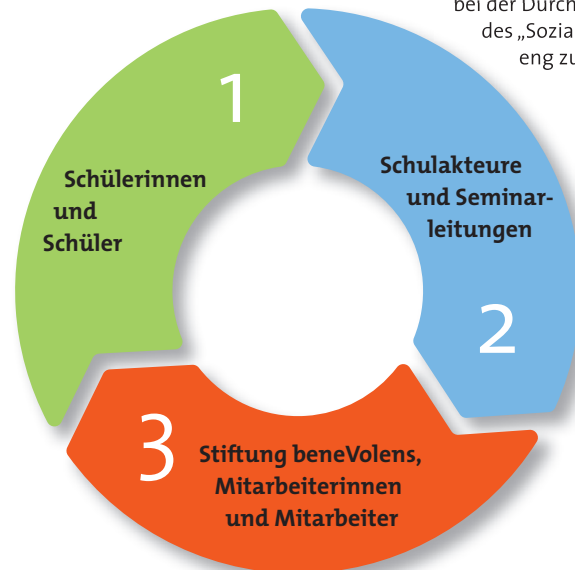 bei der Durch
des „Sozia
eng zu
1
Schülerinnen
und
Schüler
Schulakteure
und Seminar-
leitungen
2
3
Stiftung beneVolens,
Mitarbeiterinnen
und Mitarbeiter